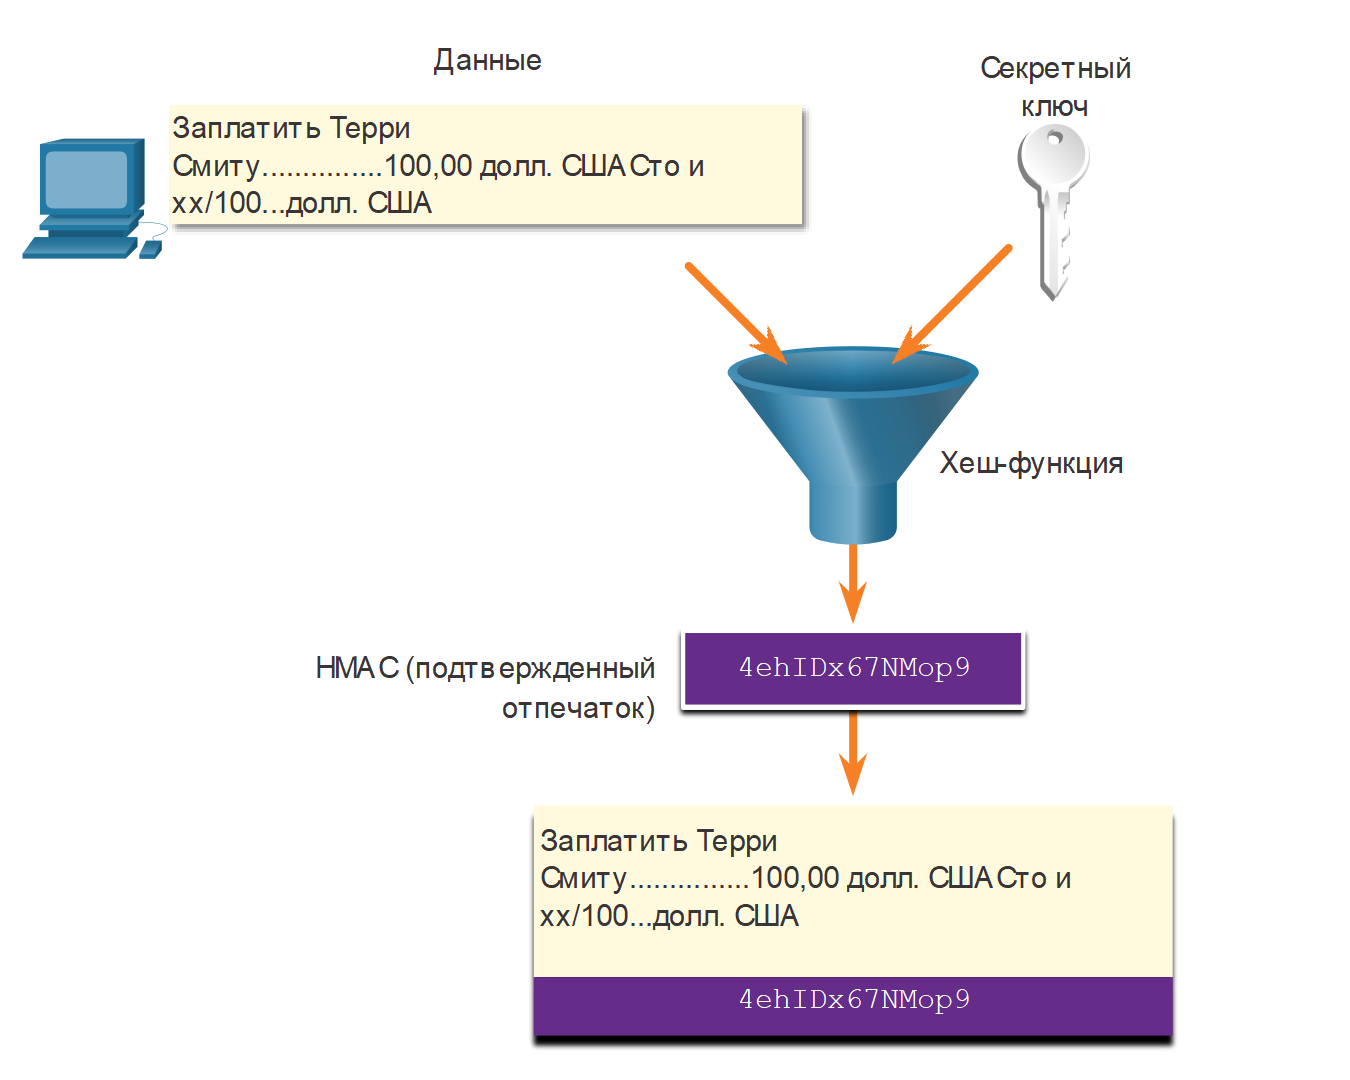 Данные
Секретный
ключ
Заплатить Терри
Смиту...............100,00 долл. США Сто и
xx/100...долл. США
Хеш-функция
HMAC (подтвержденный
отпечаток)
4ehIDx67NMop9
Заплатить Терри
Смиту...............100,00 долл. США Сто и
xx/100...долл. США
4ehIDx67NMop9